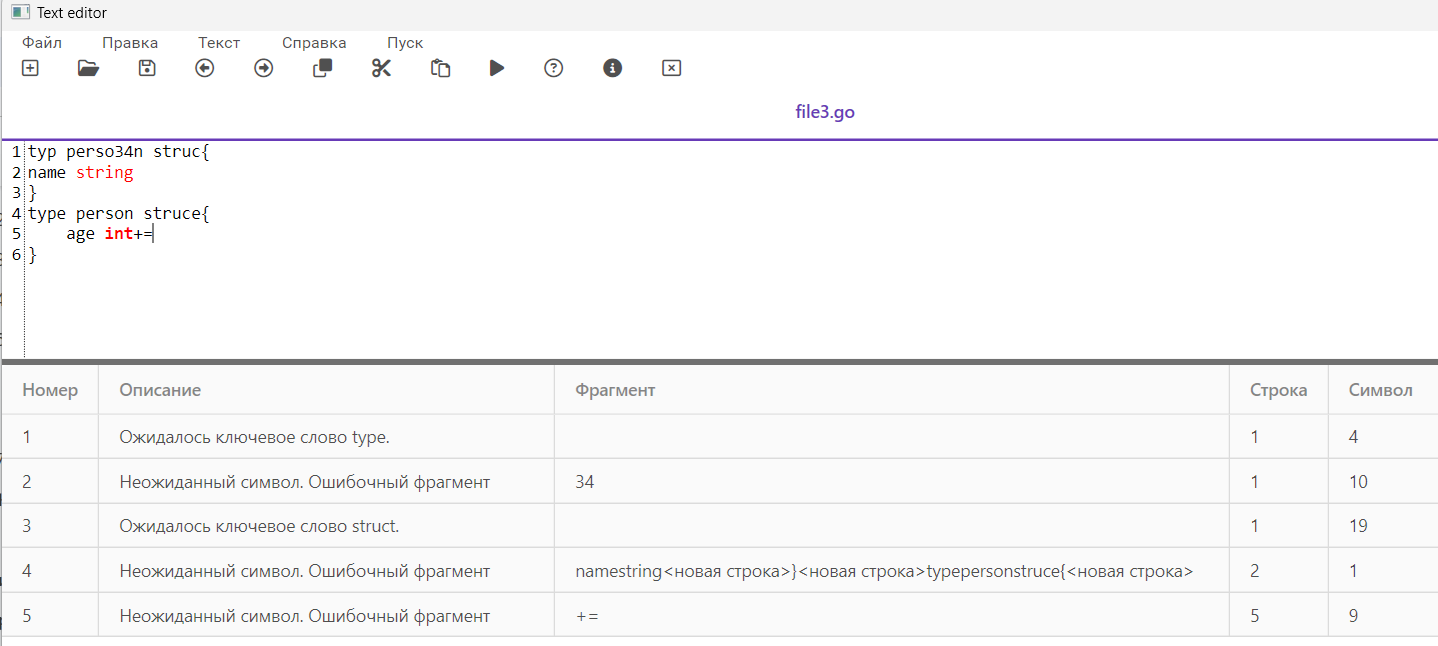 Text editor
Файл Правка Текст Справка Пуск
file3.go
1 typ perso34n struc{
2 name string
3 }
4 type person struce{
5 age int+=
6 }
Номер Описание Фрагмент Строка Символ
1 Ожидалось ключевое слово type. 1 4
2 Неожиданный символ. Ошибочный фрагмент 34 1 10
3 Ожидалось ключевое слово struct. 1 19
4 Неожиданный символ. Ошибочный фрагмент namestring<новая строка>}<новая строка>typepersonstruce{<новая строка> 2 1
5 Неожиданный символ. Ошибочный фрагмент += 5 9